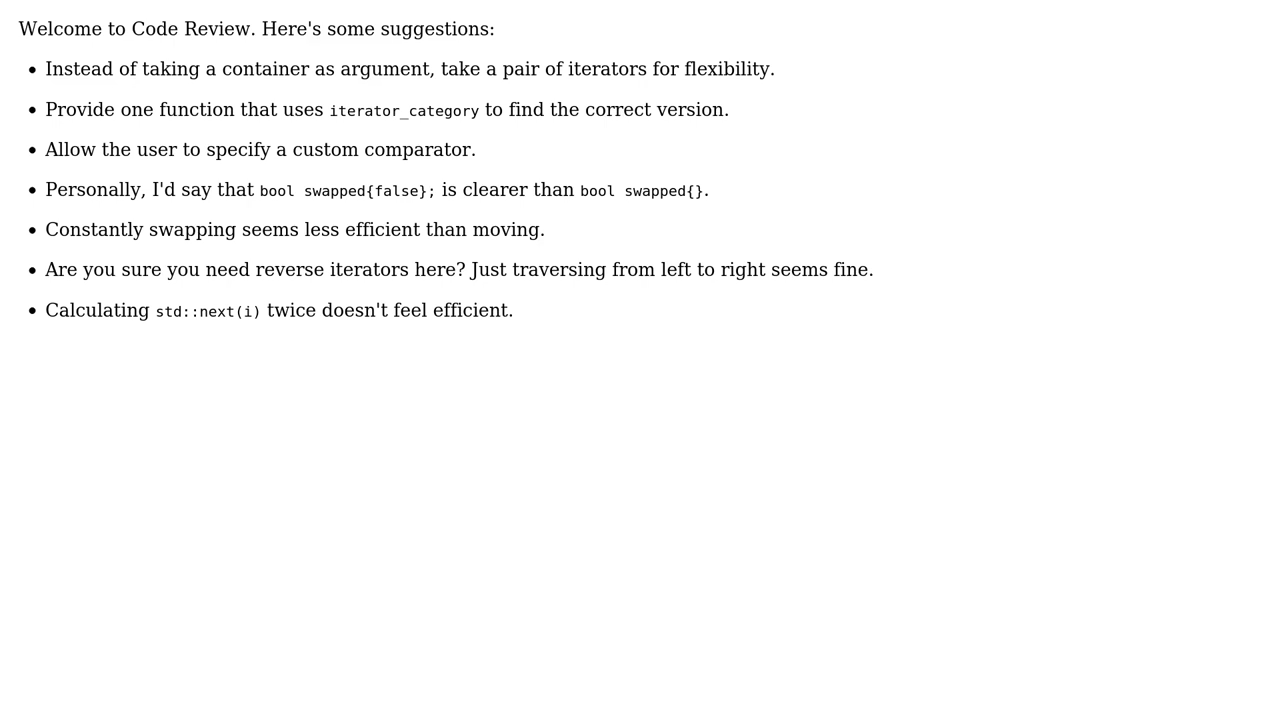 Welcome to Code Review. Here's some suggestions:
• Instead of taking a container as argument, take a pair of iterators for flexibility.
• Provide one function that uses iterator_category to find the correct version.
• Allow the user to specify a custom comparator.
• Personally, I'd say that bool swapped{false}; is clearer than bool swapped{}.
• Constantly swapping seems less efficient than moving.
• Are you sure you need reverse iterators here? Just traversing from left to right seems fine.
• Calculating std::next(i) twice doesn't feel efficient.